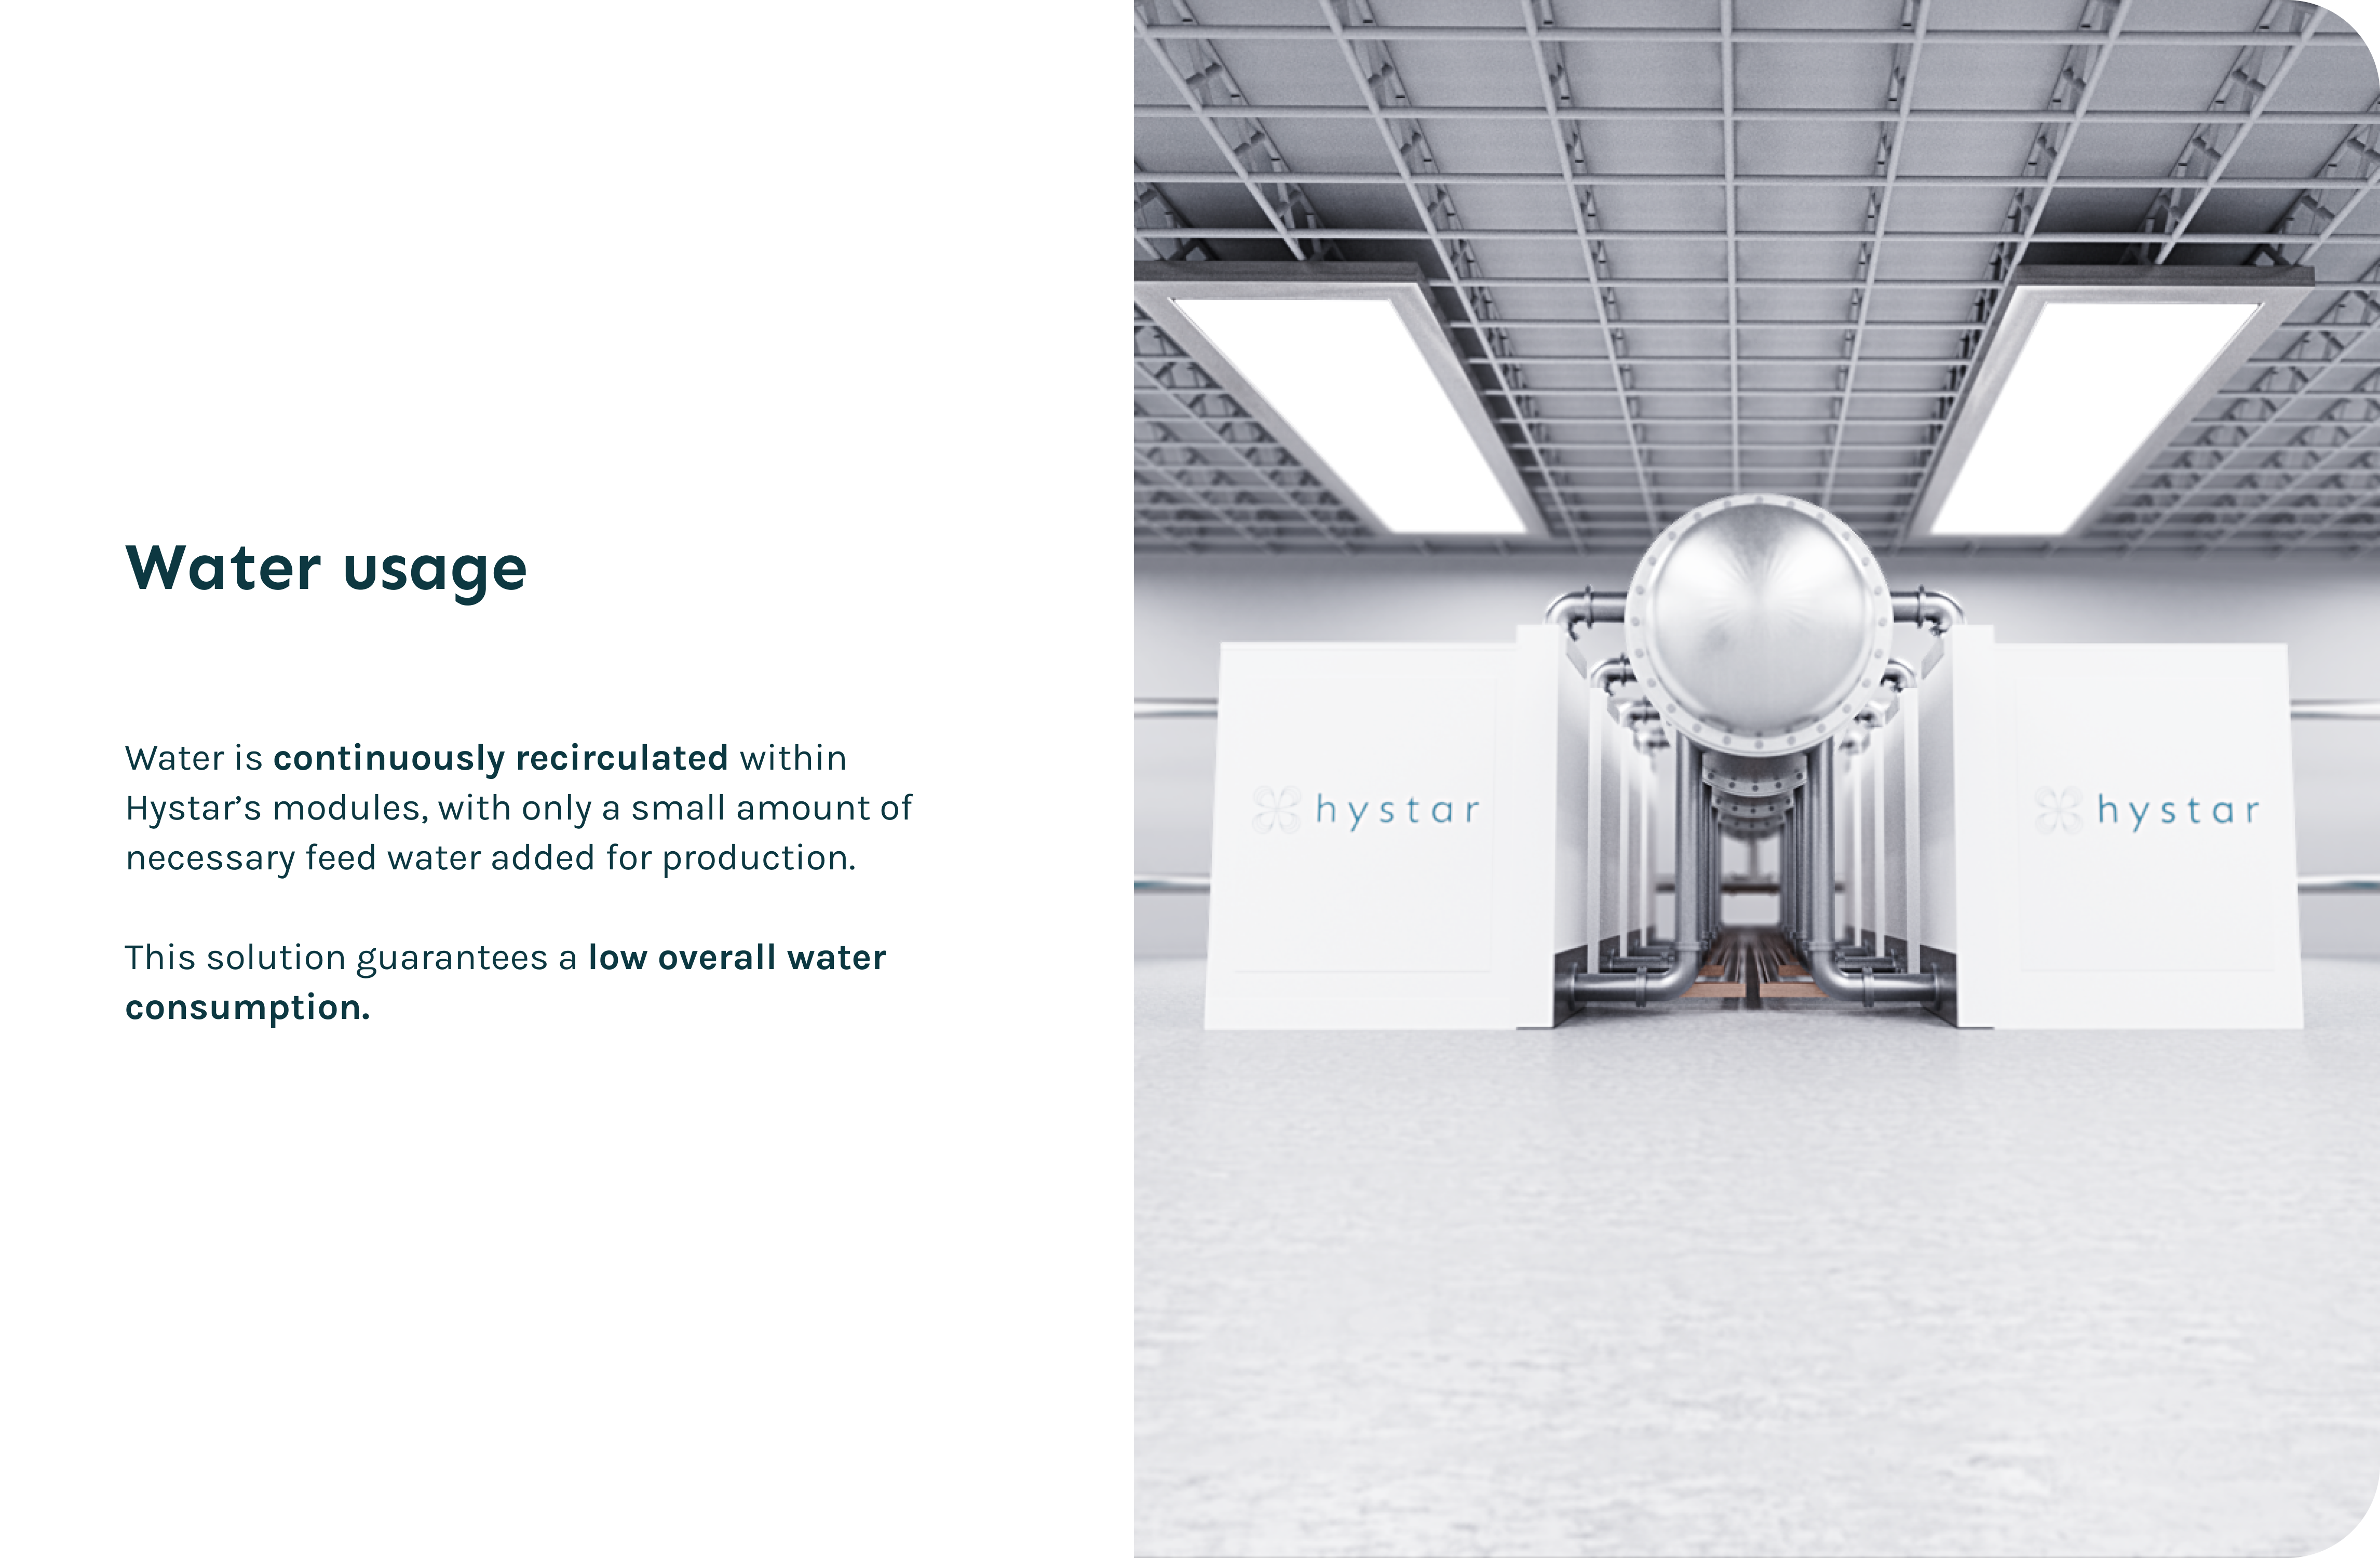 Water usage
Water is continuously recirculated within
Hystar’s modules, with only a small amount of
necessary feed water added for production.
This solution guarantees a low overall water
consumption.
hystar
hystar